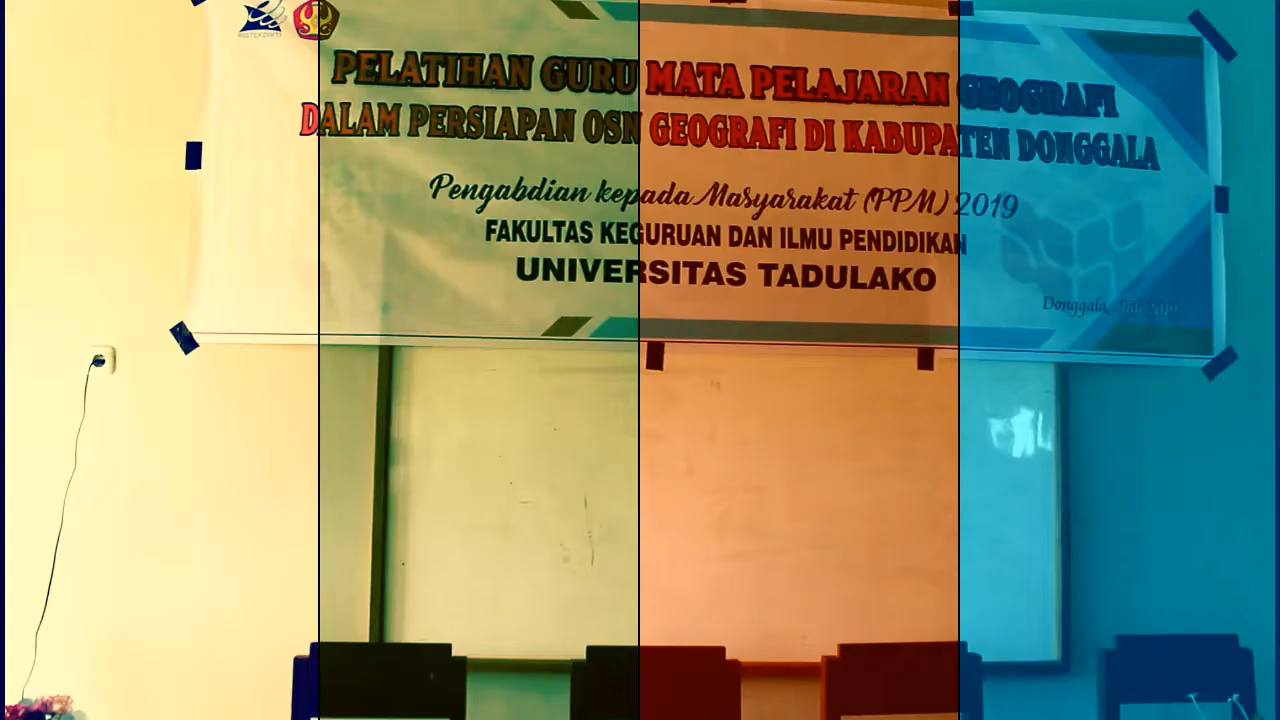 RISTEKDIKTI
PELATIHAN GURU MATA PELAJARAN GEOGRAFI
DALAM PERSIAPAN OSN GEOGRAFI DI KABUPATEN DONGGALA
Pengabdian kepada Masyarakat (PPM) 2019
FAKULTAS KEGURUAN DAN ILMU PENDIDIKAN
UNIVERSITAS TADULAKO
Donggala, Juli 2019